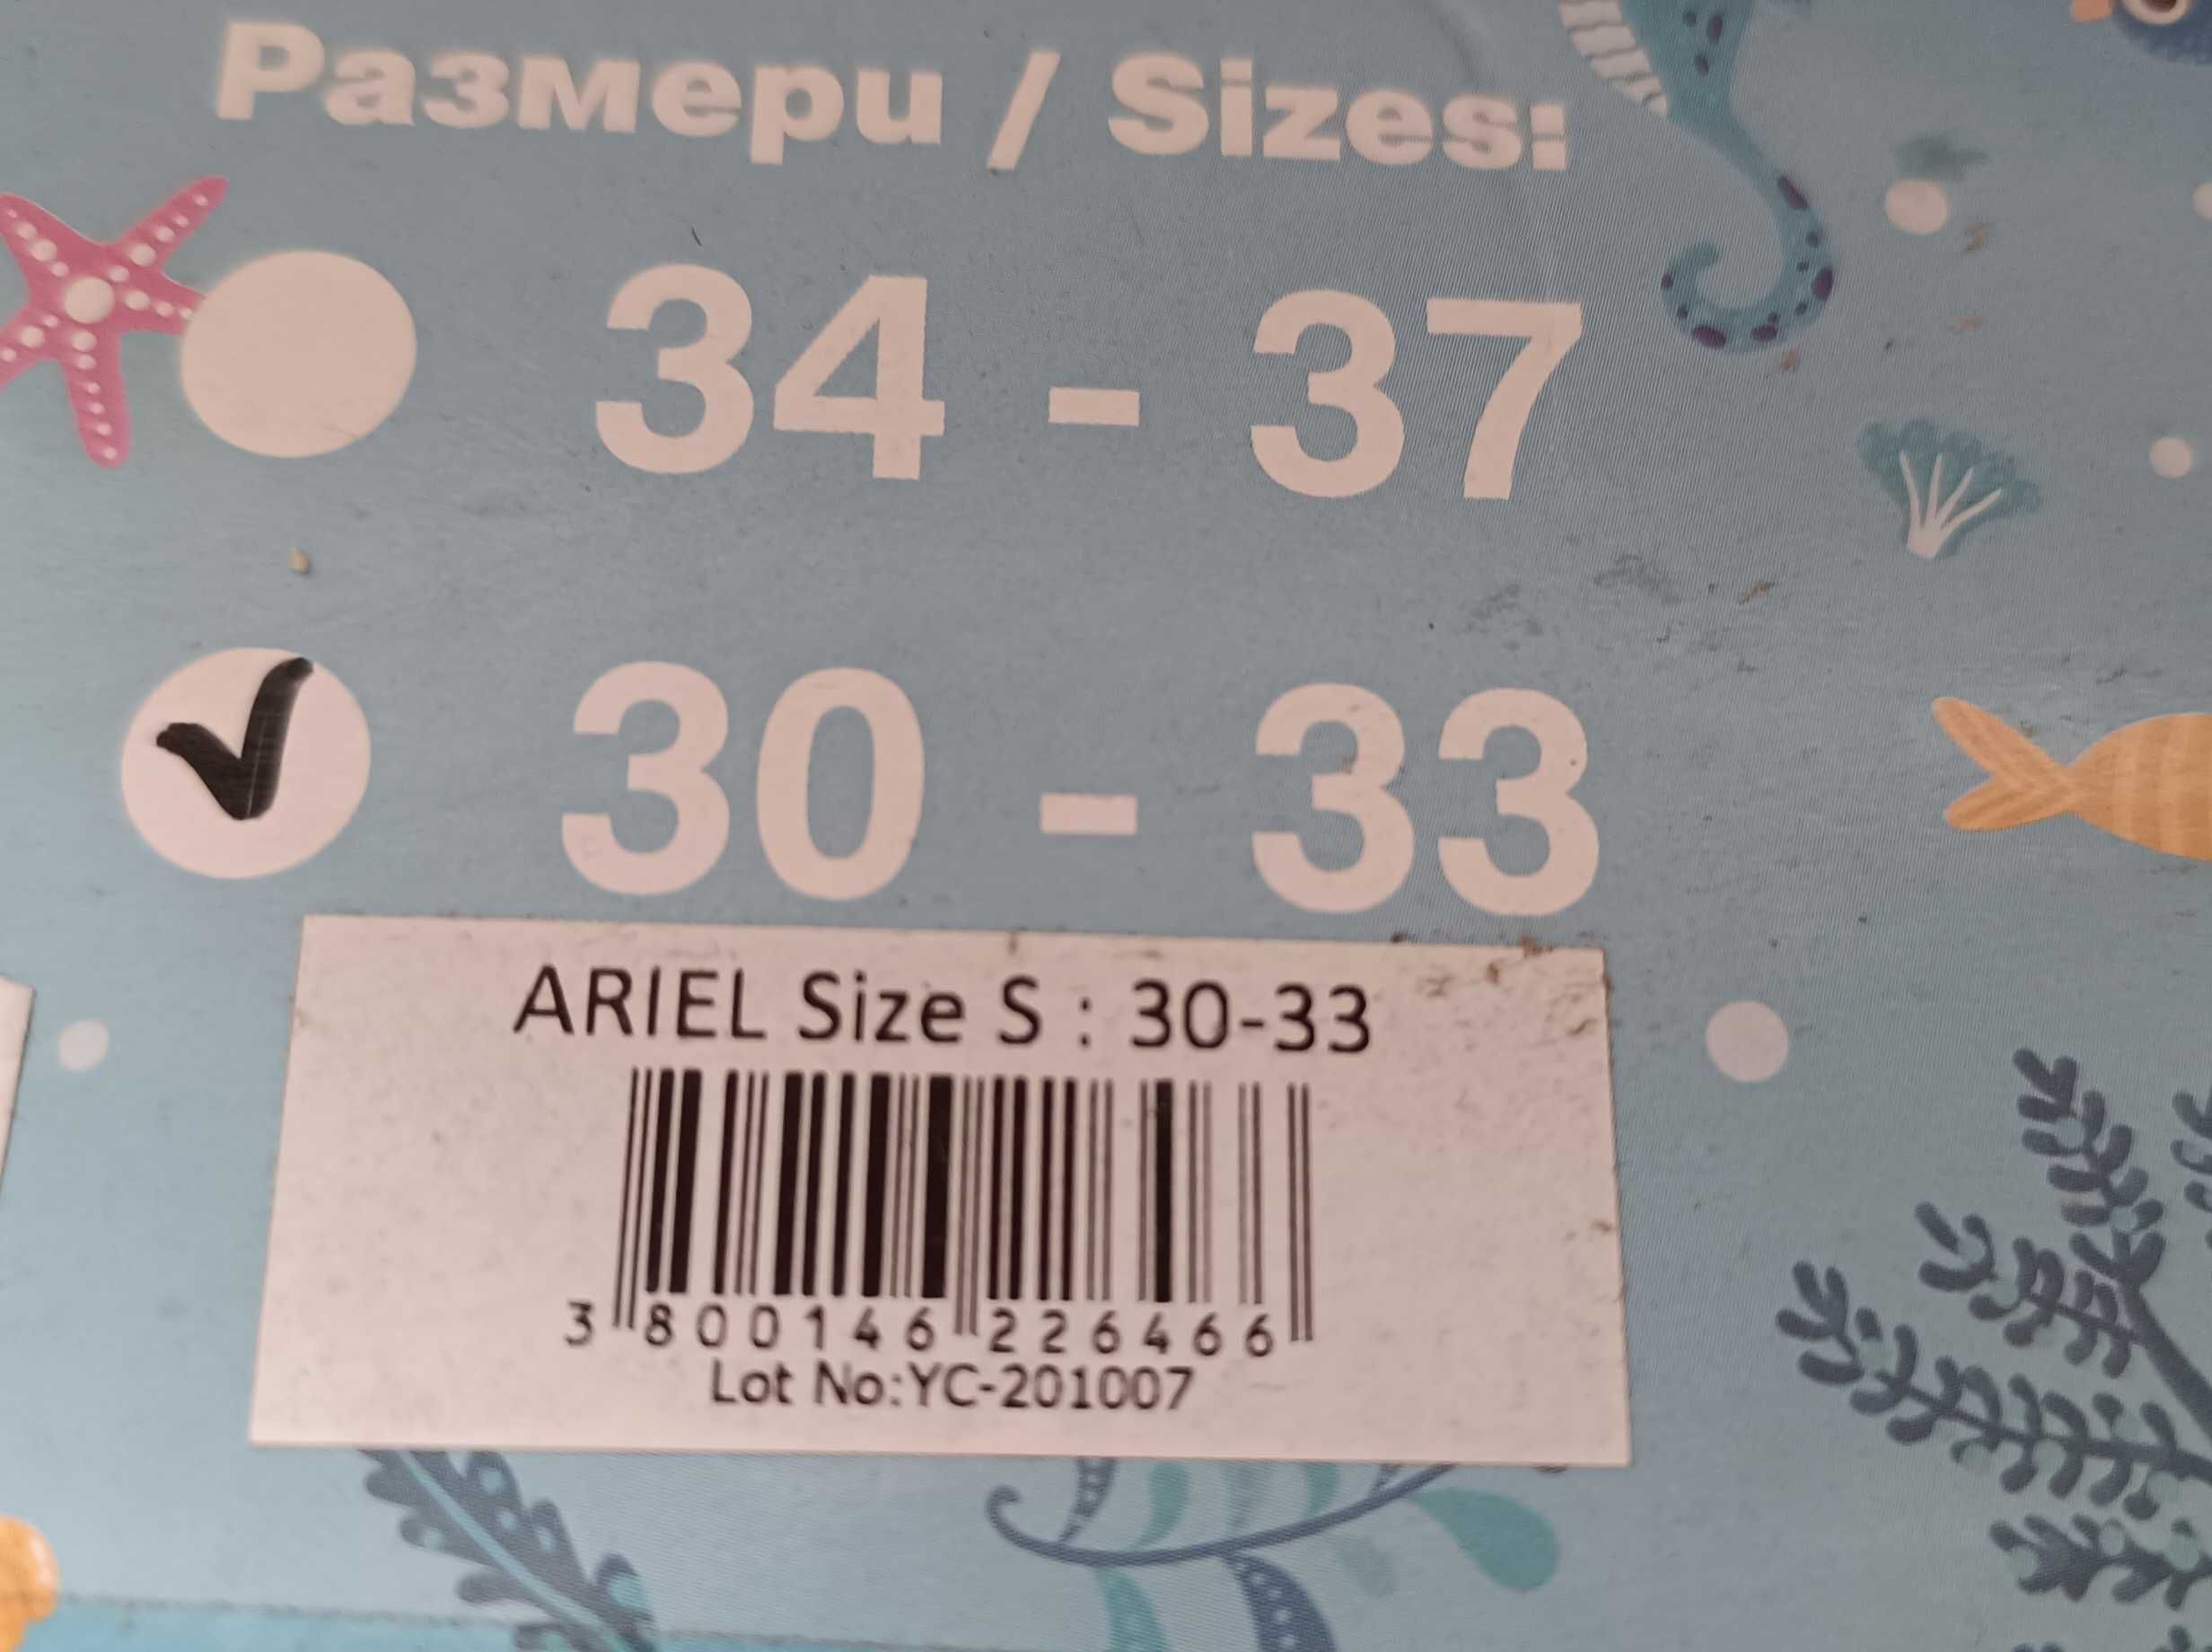 Размери / Sizes:
34 - 37
30 - 33
ARIEL Size S : 30-33
3 800146 226466
Lot No:YC-201007